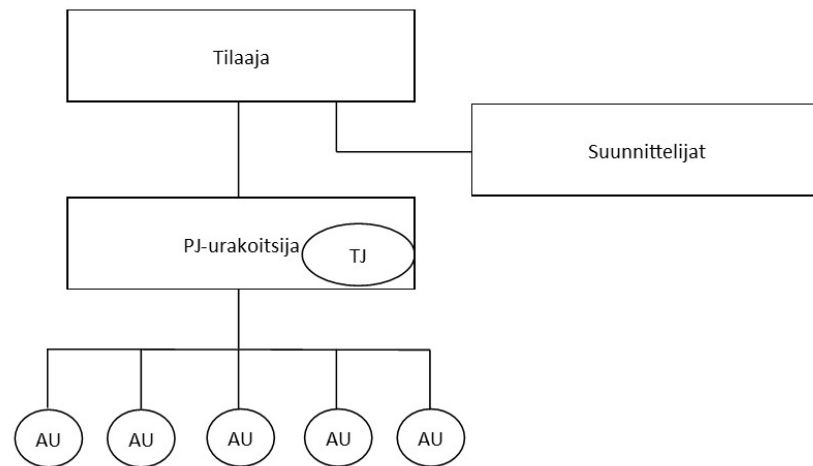 Tilaaja
Suunnittelijat
PJ-urakoitsija
TJ
AU
AU
AU
AU
AU